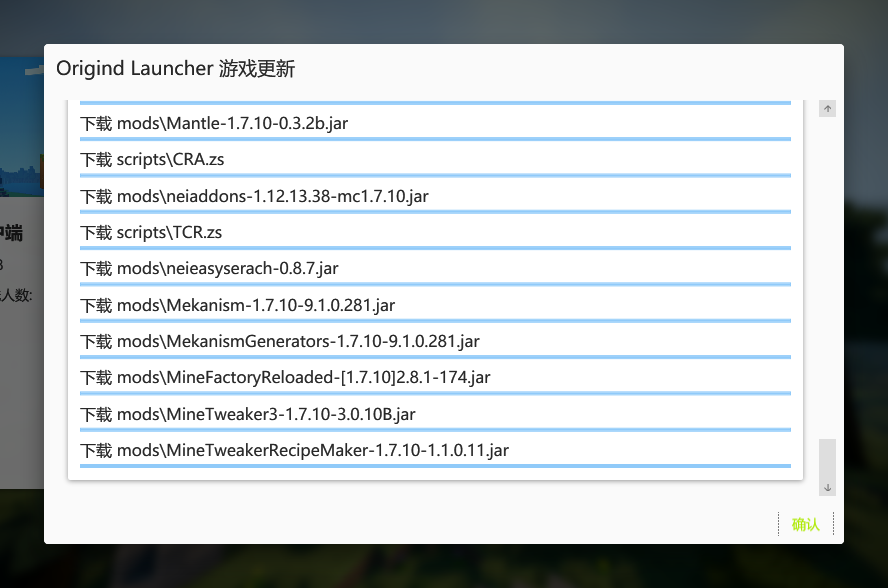 Origind Launcher 游戏更新
下载 mods\Mantle-1.7.10-0.3.2b.jar
下载 scripts\CRA.zs
下载 mods\neiaddons-1.12.13.38-mc1.7.10.jar
下载 scripts\TCR.zs
下载 mods\neieasyserach-0.8.7.jar
下载 mods\Mekanism-1.7.10-9.1.0.281.jar
下载 mods\MekanismGenerators-1.7.10-9.1.0.281.jar
下载 mods\MineFactoryReloaded-[1.7.10]2.8.1-174.jar
下载 mods\MineTweaker3-1.7.10-3.0.10B.jar
下载 mods\MineTweakerRecipeMaker-1.7.10-1.1.0.11.jar
确认
端
人数: